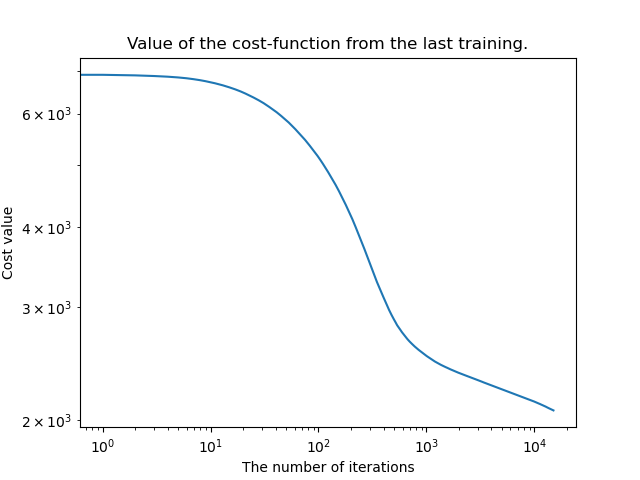 Value of the cost-function from the last training.
6 × 10³
4 × 10³
3 × 10³
2 × 10³
Cost value
10⁰ 10¹ 10² 10³ 10⁴
The number of iterations